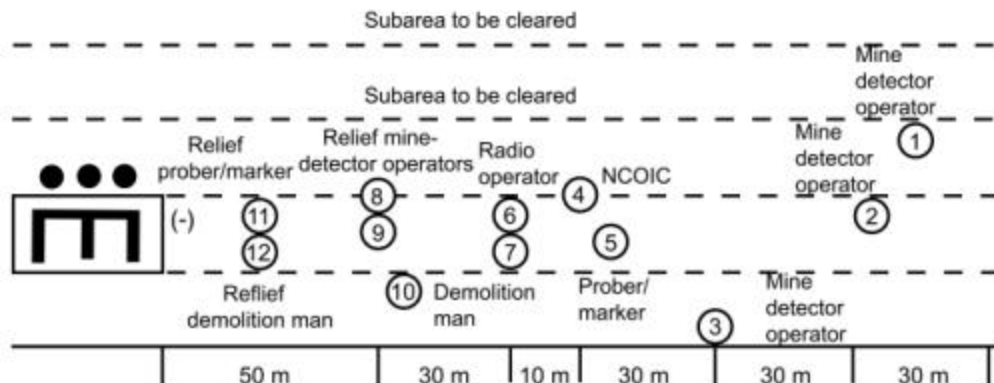 Subarea to be cleared
Mine
detector
operator
Subarea to be cleared
1
Relief
prober/marker
Relief mine-
detector operators
Radio
operator
NCOIC
Mine
detector
operator
(-)
11
8
6
4
2
12
9
7
5
Reflief
demolition man
10
Demolition
man
Prober/
marker
3
Mine
detector
operator
50 m
30 m
10 m
30 m
30 m
30 m